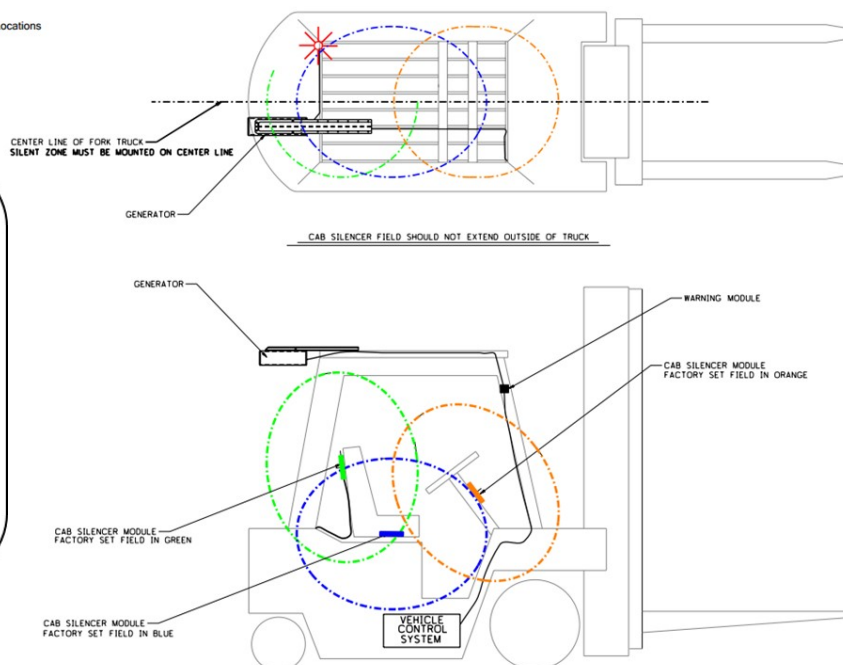 ocations
CENTER LINE OF FORK TRUCK
SILENT ZONE MUST BE MOUNTED ON CENTER LINE
GENERATOR
CAB SILENCER FIELD SHOULD NOT EXTEND OUTSIDE OF TRUCK
GENERATOR
WARNING MODULE
CAB SILENCER MODULE
FACTORY SET FIELD IN ORANGE
CAB SILENCER MODULE
FACTORY SET FIELD IN GREEN
CAB SILENCER MODULE
FACTORY SET FIELD IN BLUE
VEHICLE
CONTROL
SYSTEM